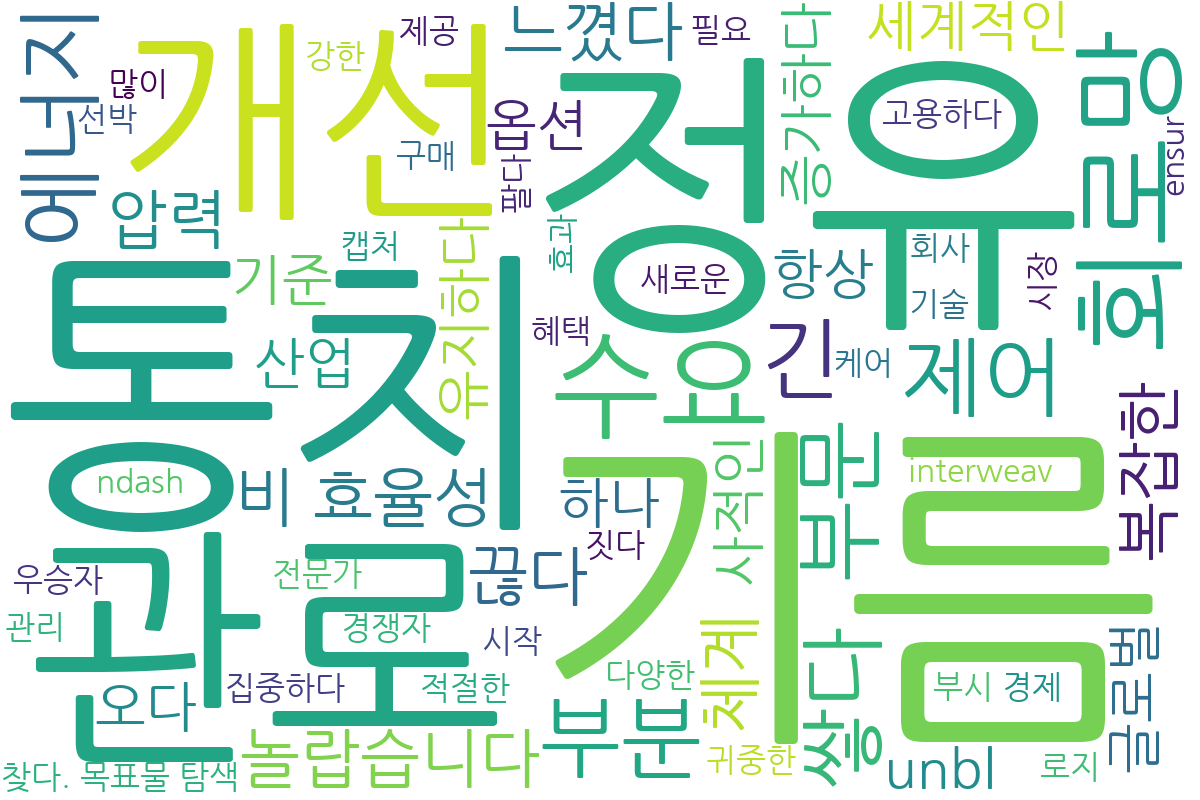 에너지
많이
선박
개선
강한
제공
구매
느꼈다
필요
옵션
팔다
정유
증가하다
세계적인
고용하다
회로망
ensur
압력
기준
캡처
유지하다
효과
새로운
항상
회사
기술
시장
통치
산업
혜택
수요
긴
케어
제어
복잡한
ndash
비 효율성
하나
짓다
사적인
부문
interweav
기름
우승자
관리
관로
전문가
경쟁자
끊다
시작
오다
집중하다
적절한
다양한
체계
쌓다
부시
경제
글로벌
찾다. 목표물 탐색
놀랍습니다
부분
귀중한
unbl
로지